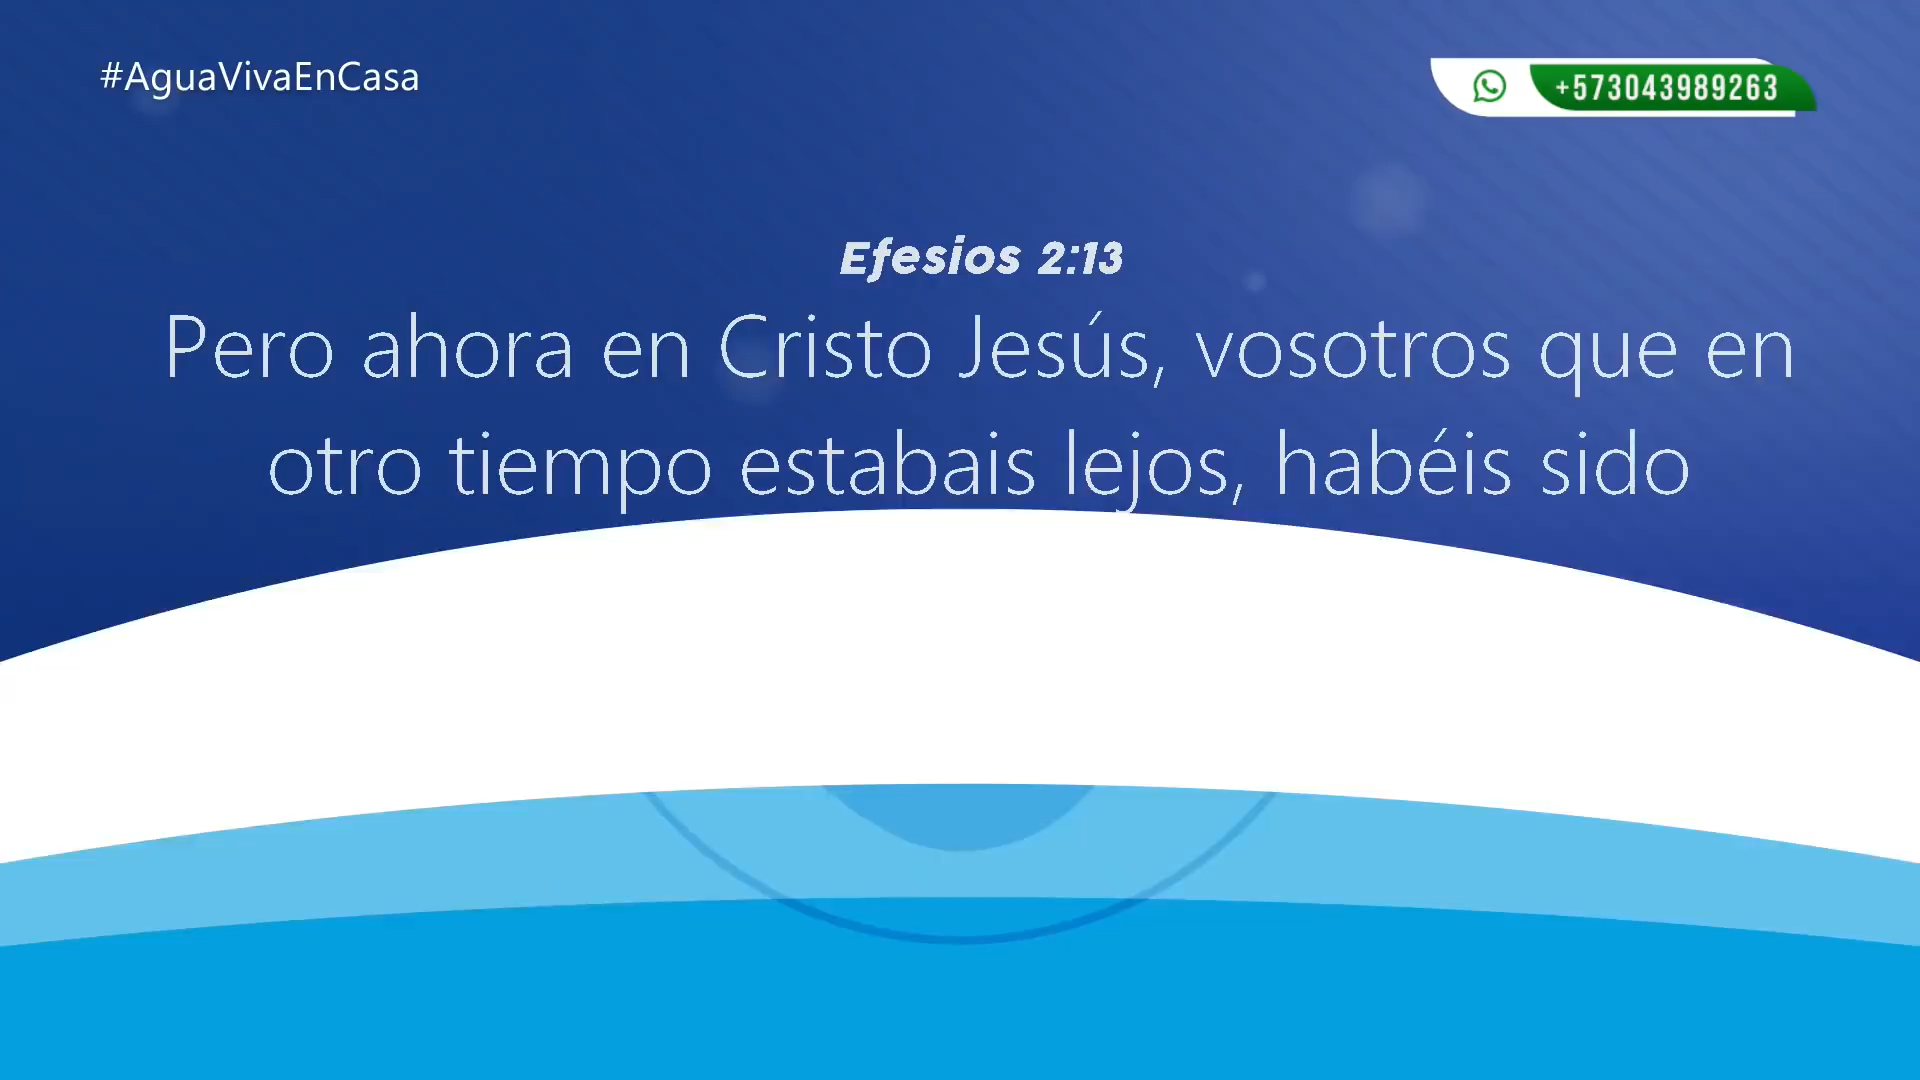 #AguaVivaEnCasa
+573043989263
Efesios 2:13
Pero ahora en Cristo Jesús, vosotros que en
otro tiempo estabais lejos, habéis sido